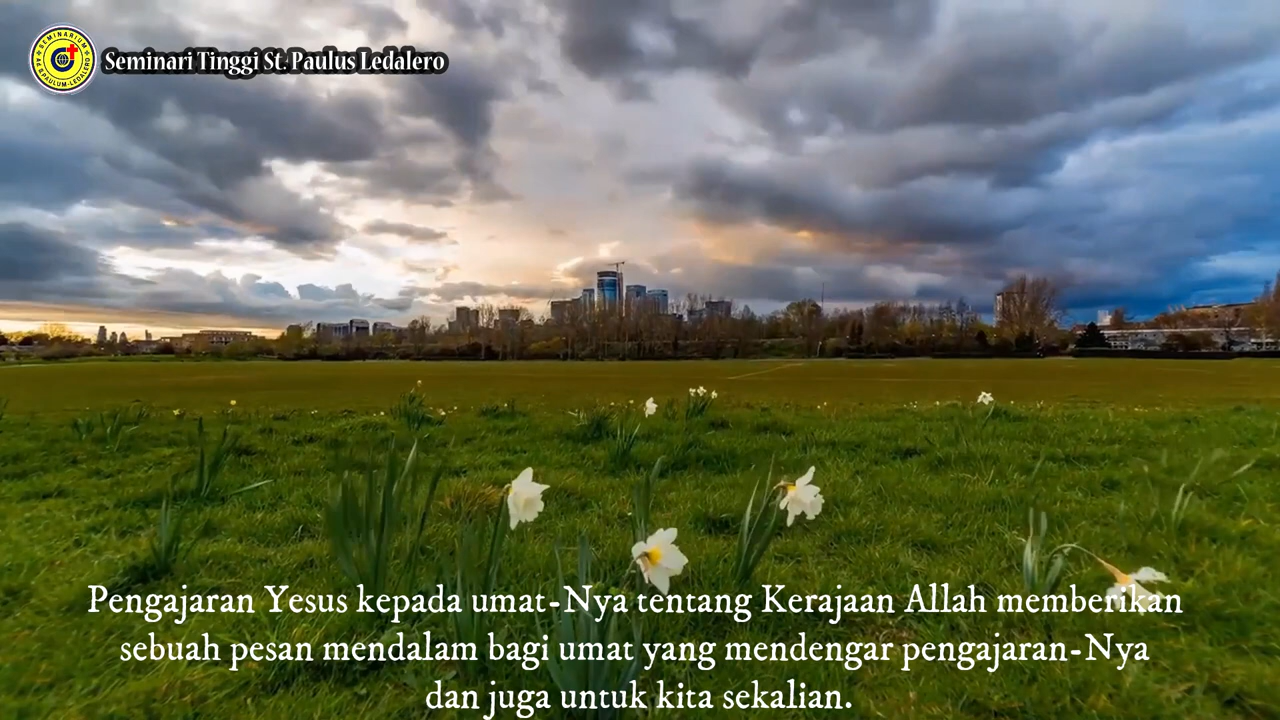 SEMINARIUM
Seminari Tinggi St. Paulus Ledalero
Pengajaran Yesus kepada umat-Nya tentang Kerajaan Allah memberikan
sebuah pesan mendalam bagi umat yang mendengar pengajaran-Nya
dan juga untuk kita sekalian.